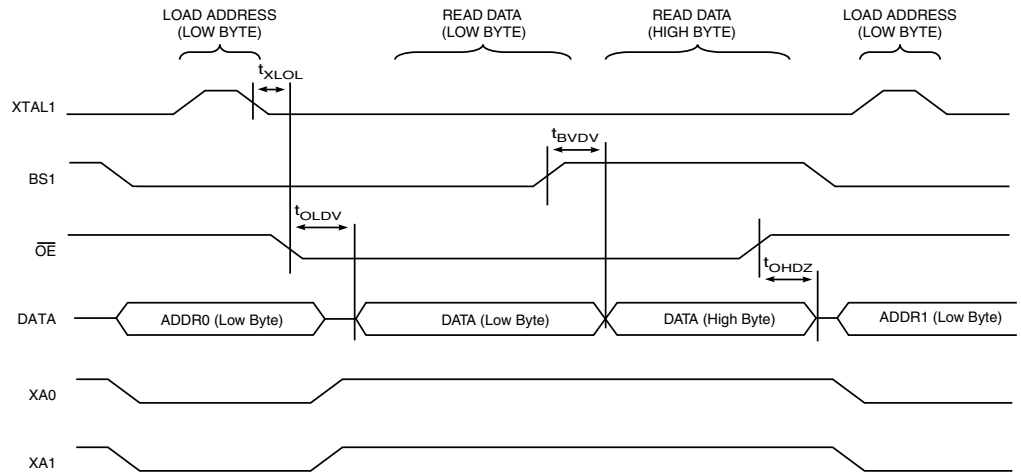 LOAD ADDRESS
(LOW BYTE)
READ DATA
(LOW BYTE)
READ DATA
(HIGH BYTE)
LOAD ADDRESS
(LOW BYTE)
tXLOL
XTAL1
tBVDV
BS1
tOLDV
OE
tOHDZ
DATA
ADDR0 (Low Byte)
DATA (Low Byte)
DATA (High Byte)
ADDR1 (Low Byte)
XA0
XA1